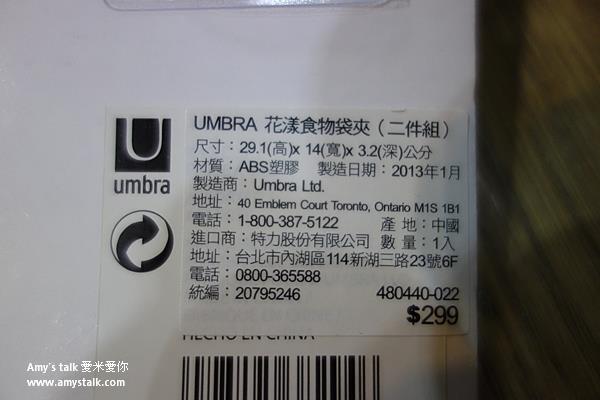 UMBRA 花漾食物袋夾（二件組）
尺寸：29.1(高)x 14(寬)x 3.2(深)公分
材質：ABS塑膠 製造日期：2013年1月
製造商：Umbra Ltd.
地址： 40 Emblem Court Toronto, Ontario M1S 1B1
電話：1-800-387-5122 產 地：中國
進口商：特力股份有限公司 數 量：1入
地址：台北市內湖區114新湖三路23號6F
電話：0800-365588
統編：20795246 480440-022
$299
umbra
HECHO EN CHINA
Amy's talk 愛米愛你
www.amystalk.com